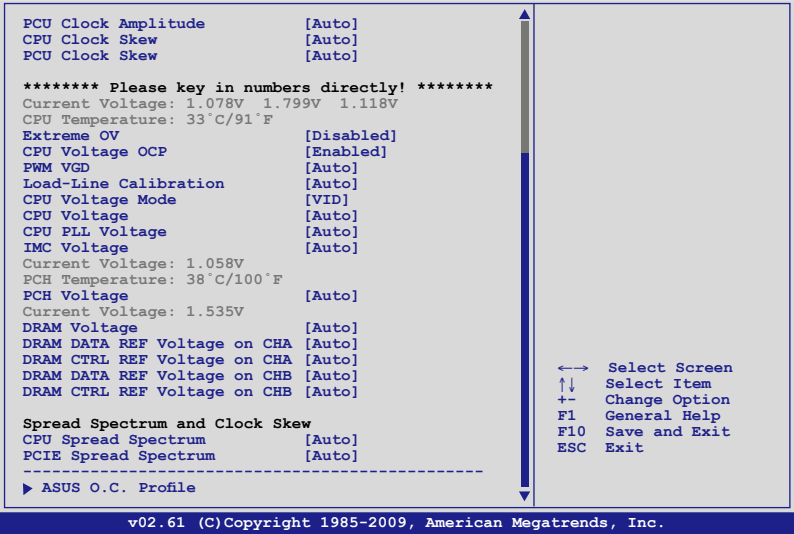 PCU Clock Amplitude [Auto]
CPU Clock Skew [Auto]
PCU Clock Skew [Auto]
******** Please key in numbers directly! ********
Current Voltage: 1.078V 1.799V 1.118V
CPU Temperature: 33˚C/91˚F
Extreme OV [Disabled]
CPU Voltage OCP [Enabled]
PWM VGD [Auto]
Load-Line Calibration [Auto]
CPU Voltage Mode [VID]
CPU Voltage [Auto]
CPU PLL Voltage [Auto]
IMC Voltage [Auto]
Current Voltage: 1.058V
PCH Temperature: 38˚C/100˚F
PCH Voltage [Auto]
Current Voltage: 1.535V
DRAM Voltage [Auto]
DRAM DATA REF Voltage on CHA [Auto]
DRAM CTRL REF Voltage on CHA [Auto]
DRAM DATA REF Voltage on CHB [Auto]
DRAM CTRL REF Voltage on CHB [Auto]
Spread Spectrum and Clock Skew
CPU Spread Spectrum [Auto]
PCIE Spread Spectrum [Auto]
------------------------------------------------
▶ ASUS O.C. Profile
←→ Select Screen
↑↓ Select Item
+- Change Option
F1 General Help
F10 Save and Exit
ESC Exit
v02.61 (C)Copyright 1985-2009, American Megatrends, Inc.